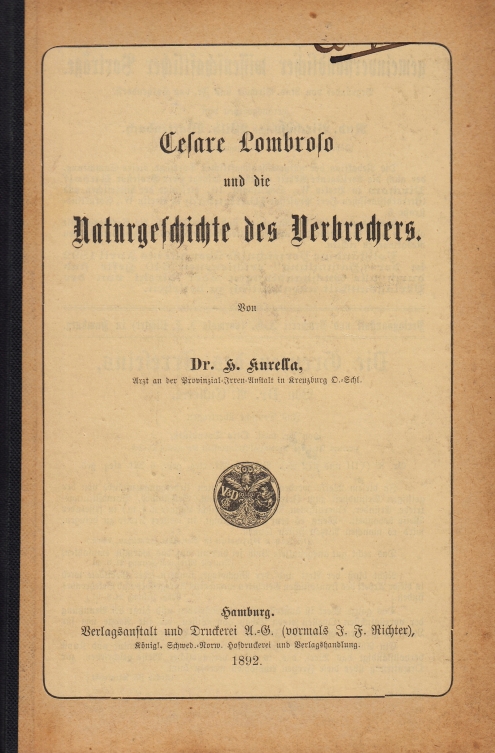 Cesare Lombroso
und die
Naturgeschichte des Verbrechers.
Von
Dr. H. Kurella,
Arzt an der Provinzial-Irren-Anstalt in Kreuzburg O.-Schl.
V&D
Hamburg.
Verlagsanstalt und Druckerei A.-G. (vormals J. F. Richter),
Königl. Schwed.-Norw. Hofdruckerei und Verlagshandlung.
1892.